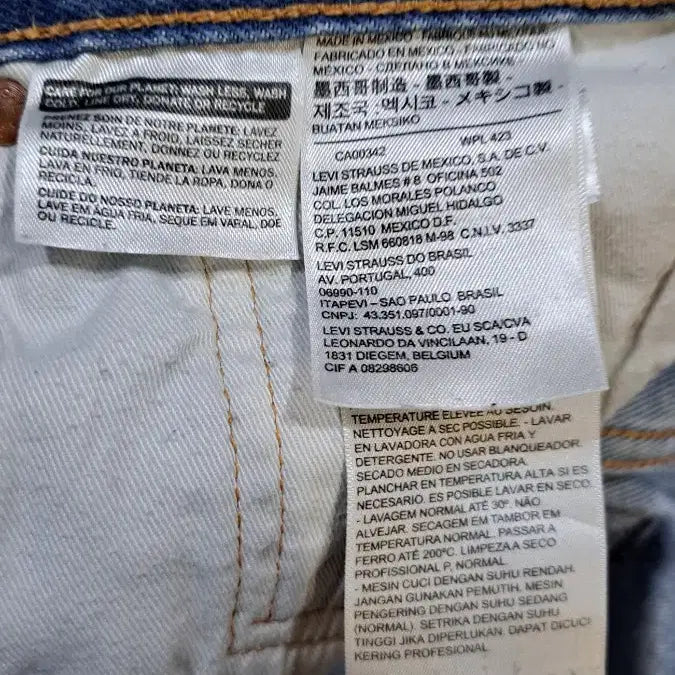 CARE FOR OUR PLANET: WASH LESS, WASH
COLD, LINE DRY, DONATE OR RECYCLE
PRENEZ SOIN DE NOTRE PLANETE: LAVEZ
MOINS, LAVEZ A FROID, LAISSEZ SECHER
NATURELLEMENT, DONNEZ OU RECYCLEZ
CUIDA NUESTRO PLANETA: LAVA MENOS,
LAVA EN FRIO, TIENDE LA ROPA, DONA O
RECICLA.
CUIDE DO NOSSO PLANETA: LAVE MENOS,
LAVE EM ÁGUA FRIA, SEQUE EM VARAL, DOE
OU RECICLE.
MADE IN MEXICO
FABRICADO EN MEXICO
MÉXICO - СДЕЛАНО В МЕКСИКЕ -
墨西哥制造 - 墨西哥製 -
제조국 - 멕시코 - メキシコ製 -
BUATAN MEKSIKO
CA00342 WPL 423
LEVI STRAUSS DE MEXICO, S.A. DE C.V.
JAIME BALMES # 8 OFICINA 502
COL. LOS MORALES POLANCO
DELEGACION MIGUEL HIDALGO
C.P. 11510 MEXICO D.F.
R.F.C. LSM 660818 M-98 C.N.I.V. 3337
LEVI STRAUSS DO BRASIL
AV. PORTUGAL, 400
06690-110
ITAPEVI – SAO PAULO BRASIL
CNPJ: 43.351.097/0001-90
LEVI STRAUSS & CO. EU SCA/CVA
LEONARDO DA VINCILAAN, 19 - D
1831 DIEGEM, BELGIUM
CIF A 08298606
TEMPERATURE ELEVEE AU BESOIN.
NETTOYAGE A SEC POSSIBLE. - LAVAR
EN LAVADORA CON AGUA FRIA Y
DETERGENTE. NO USAR BLANQUEADOR.
SECADO MEDIO EN SECADORA.
PLANCHAR EN TEMPERATURA ALTA SI ES
NECESARIO. ES POSIBLE LAVAR EN SECO.
- LAVAGEM NORMAL ATÉ 30º. NÃO
ALVEJAR. SECAGEM EM TAMBOR EM
TEMPERATURA NORMAL. PASSAR A
FERRO ATÉ 200ºC. LIMPEZA A SECO
PROFISSIONAL P, NORMAL.
- MESIN CUCI DENGAN SUHU RENDAH.
JANGAN GUNAKAN PEMUTIH. MESIN
PENGERING DENGAN SUHU SEDANG
(NORMAL). SETRIKA DENGAN SUHU
TINGGI JIKA DIPERLUKAN. DAPAT DICUCI
KERING PROFESIONAL.